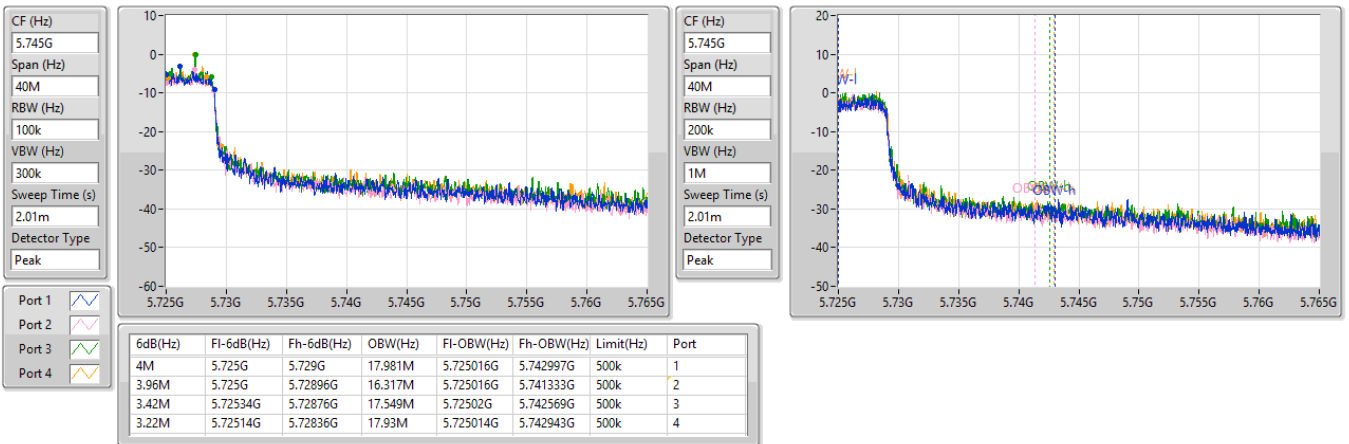 CF (Hz)
5.745G
Span (Hz)
40M
RBW (Hz)
100k
VBW (Hz)
300k
Sweep Time (s)
2.01m
Detector Type
Peak
10-
0-
-10-
-20-
-30-
-40-
-50-
-60-
5.725G 5.73G 5.735G 5.74G 5.745G 5.75G 5.755G 5.76G 5.765G
CF (Hz)
5.745G
Span (Hz)
40M
RBW (Hz)
200k
VBW (Hz)
1M
Sweep Time (s)
2.01m
Detector Type
Peak
20-
10-
0-
-10-
-20-
-30-
-40-
-50-
W-l
OBW-h
5.725G 5.73G 5.735G 5.74G 5.745G 5.75G 5.755G 5.76G 5.765G
Port 1
Port 2
Port 3
Port 4
6dB(Hz) Fl-6dB(Hz) Fh-6dB(Hz) OBW(Hz) Fl-OBW(Hz) Fh-OBW(Hz) Limit(Hz) Port
4M 5.725G 5.729G 17.981M 5.725016G 5.742997G 500k 1
3.96M 5.725G 5.72896G 16.317M 5.725016G 5.741333G 500k 2
3.42M 5.72534G 5.72876G 17.549M 5.72502G 5.742569G 500k 3
3.22M 5.72514G 5.72836G 17.93M 5.725014G 5.742943G 500k 4